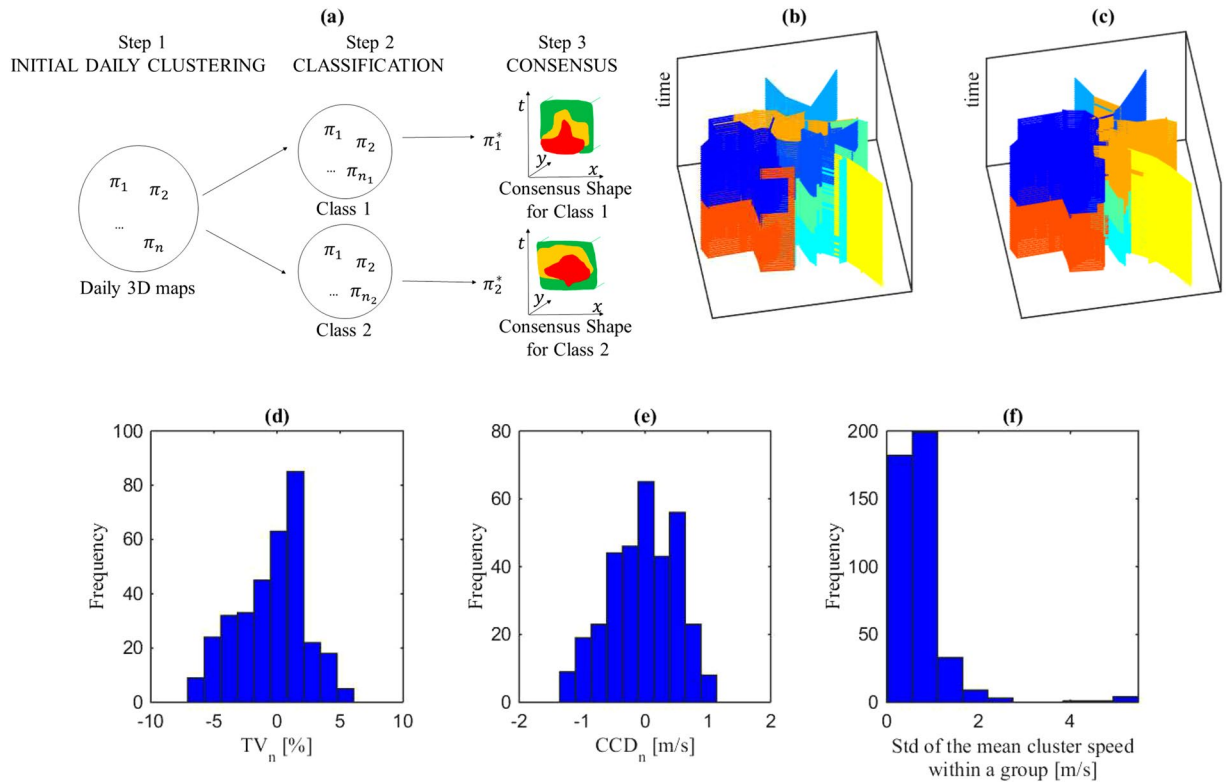 (a)
Step 1
INITIAL DAILY CLUSTERING
Step 2
CLASSIFICATION
Step 3
CONSENSUS
π₁
π₂
...
πₙ
Daily 3D maps
π₁
π₂
... πₙ₁
Class 1
π₁
π₂
... πₙ₂
Class 2
π₁*
t
y
x
Consensus Shape
for Class 1
π₂*
t
y
x
Consensus Shape
for Class 2
(b)
time
(c)
time
(d)
100
80
60
40
20
0
Frequency
-10 -5 0 5 10
TVₙ [%]
(e)
80
60
40
20
0
Frequency
-2 -1 0 1 2
CCDₙ [m/s]
(f)
200
150
100
50
0
Frequency
0 2 4
Std of the mean cluster speed
within a group [m/s]